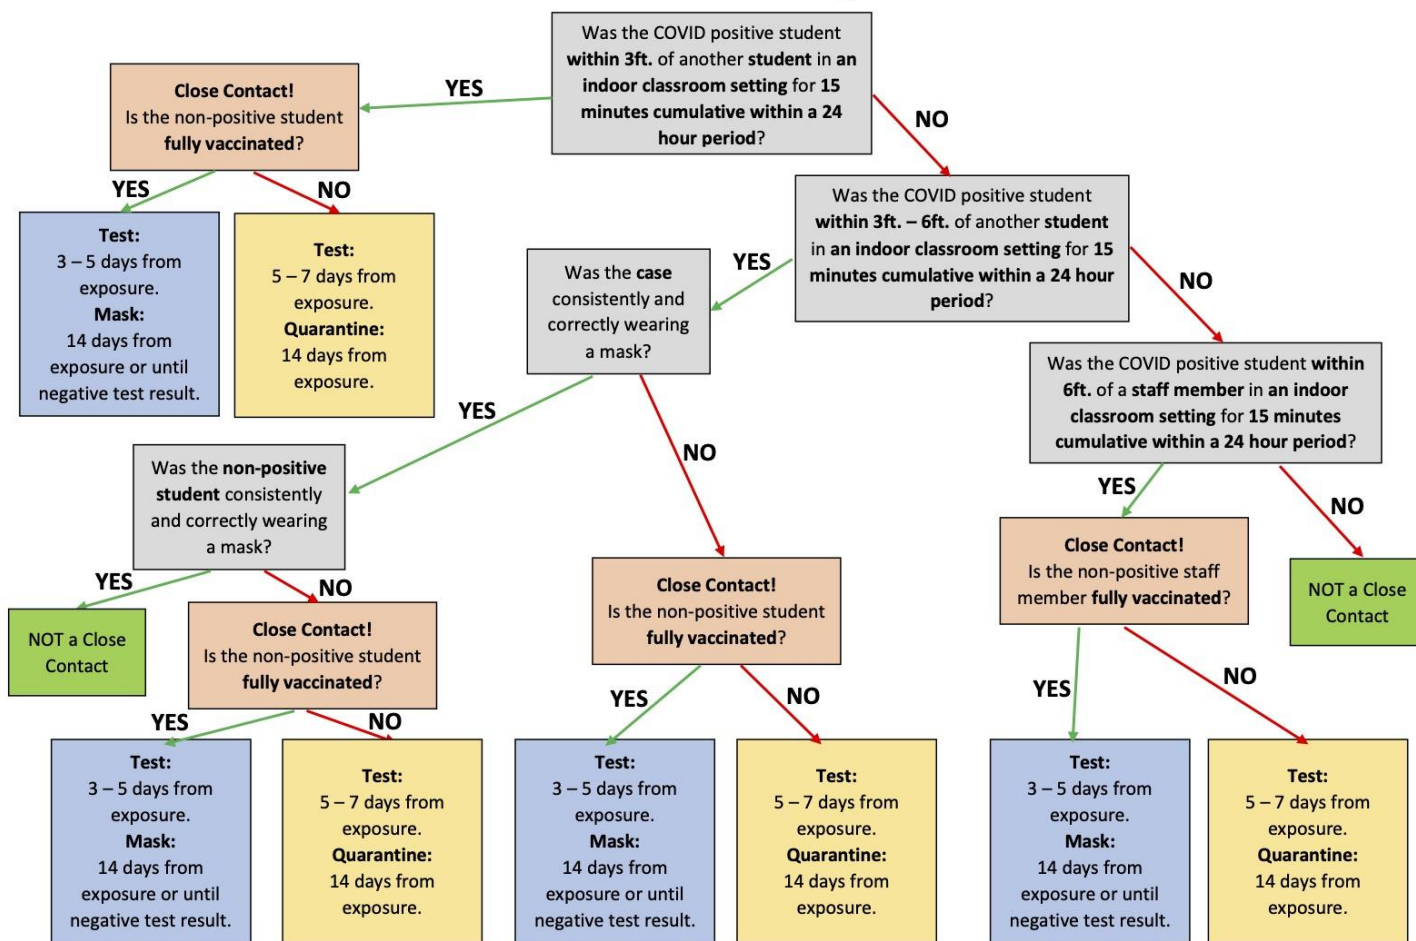 Was the COVID positive student
within 3ft. of another student in an
indoor classroom setting for 15
minutes cumulative within a 24
hour period?
YES
NO
Close Contact!
Is the non-positive student
fully vaccinated?
YES
NO
Test:
3 – 5 days from
exposure.
Mask:
14 days from
exposure or until
negative test result.
Test:
5 – 7 days from
exposure.
Quarantine:
14 days from
exposure.
Was the COVID positive student
within 3ft. – 6ft. of another student
in an indoor classroom setting for 15
minutes cumulative within a 24 hour
period?
YES
NO
Was the case
consistently and
correctly wearing
a mask?
YES
NO
Was the COVID positive student within
6ft. of a staff member in an indoor
classroom setting for 15 minutes
cumulative within a 24 hour period?
YES
NO
Was the non-positive
student consistently
and correctly wearing
a mask?
YES
NO
NOT a Close
Contact
Close Contact!
Is the non-positive student
fully vaccinated?
YES
NO
Close Contact!
Is the non-positive student
fully vaccinated?
YES
NO
Close Contact!
Is the non-positive staff
member fully vaccinated?
YES
NO
NOT a Close
Contact
Test:
3 – 5 days from
exposure.
Mask:
14 days from
exposure or until
negative test result.
Test:
5 – 7 days from
exposure.
Quarantine:
14 days from
exposure.
Test:
3 – 5 days from
exposure.
Mask:
14 days from
exposure or until
negative test result.
Test:
5 – 7 days from
exposure.
Quarantine:
14 days from
exposure.
Test:
3 – 5 days from
exposure.
Mask:
14 days from
exposure or until
negative test result.
Test:
5 – 7 days from
exposure.
Quarantine:
14 days from
exposure.